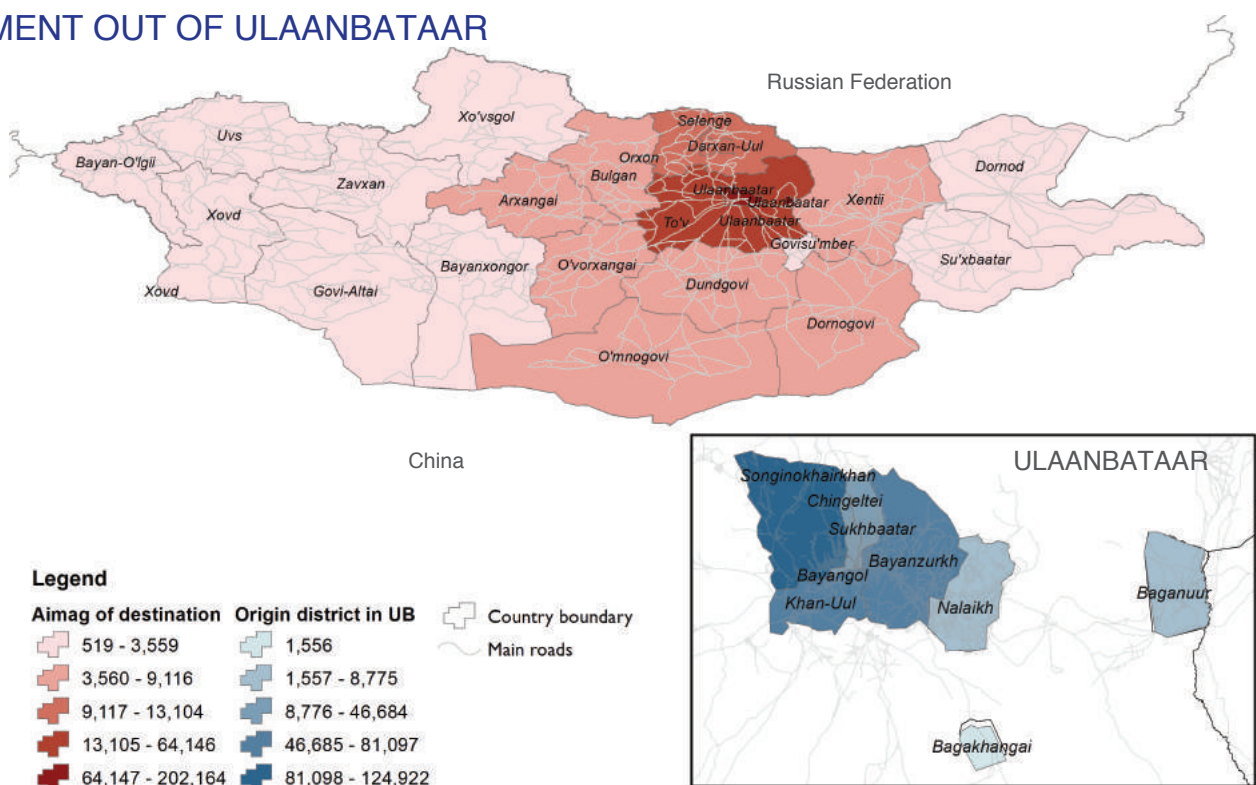 MENT OUT OF ULAANBATAAR
Russian Federation
Xo'vsgol
Selenge
Uvs
Darxan-Uul
Bayan-O'lgii
Orxon
Dornod
Bulgan
Zavxan
Ulaanbaatar
Arxangai
Ulaanbaatar
Xentii
Xovd
To'v
Ulaanbaatar
Govisu'mber
Su'xbaatar
Bayanxongor
O'vorxangai
Dundgovi
Xovd
Govi-Altai
Dornogovi
O'mnogovi
China
ULAANBATAAR
Songinokhairkhan
Chingeltei
Sukhbaatar
Bayanzurkh
Bayangol
Khan-Uul
Nalaikh
Baganuur
Bagakhangai
Legend
Aimag of destination
519 - 3,559
3,560 - 9,116
9,117 - 13,104
13,105 - 64,146
64,147 - 202,164
Origin district in UB
1,556
1,557 - 8,775
8,776 - 46,684
46,685 - 81,097
81,098 - 124,922
Country boundary
Main roads